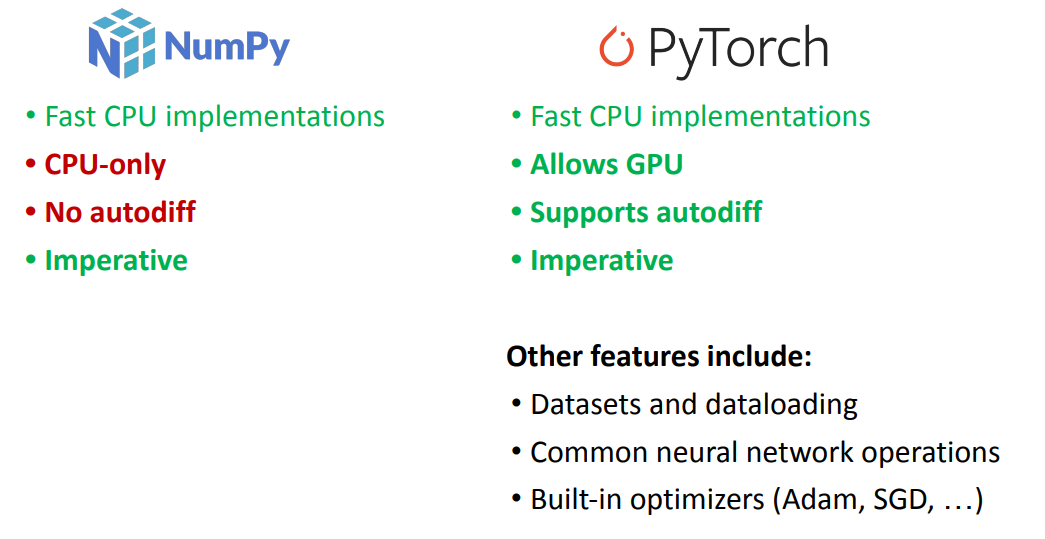 NumPy
• Fast CPU implementations
• CPU-only
• No autodiff
• Imperative
PyTorch
• Fast CPU implementations
• Allows GPU
• Supports autodiff
• Imperative
Other features include:
• Datasets and dataloading
• Common neural network operations
• Built-in optimizers (Adam, SGD, …)